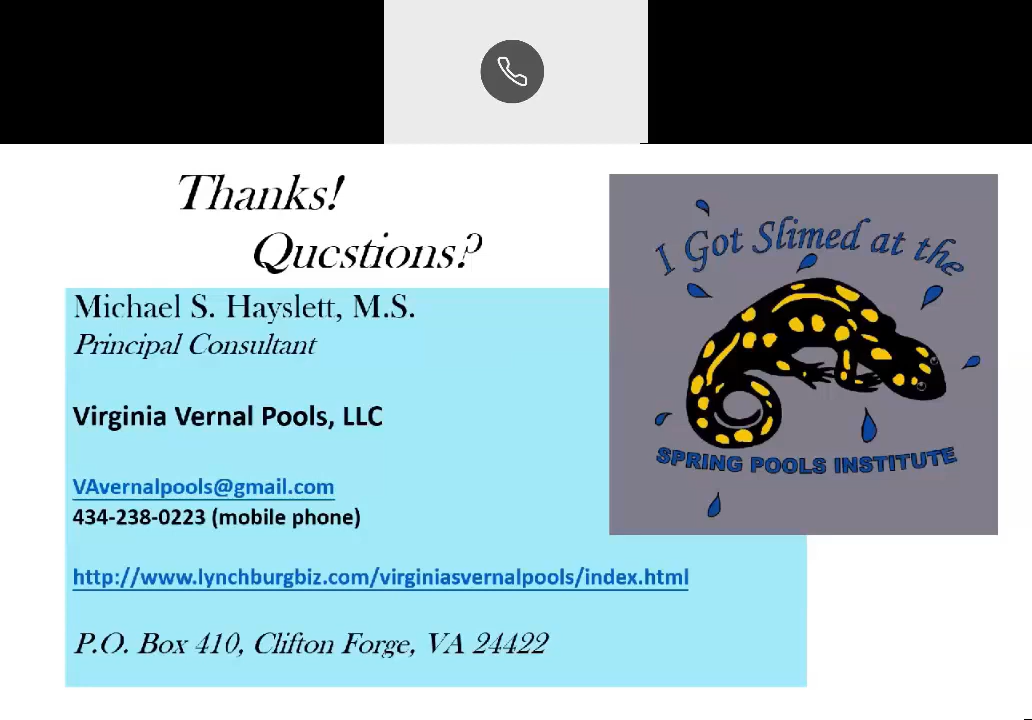 Thanks!
Questions?
Michael S. Hayslett, M.S.
Principal Consultant
Virginia Vernal Pools, LLC
VAvernalpools@gmail.com
434-238-0223 (mobile phone)
http://www.lynchburgbiz.com/virginiasvernalpools/index.html
P.O. Box 410, Clifton Forge, VA 24422
I Got Slimed at the
SPRING POOLS INSTITUTE